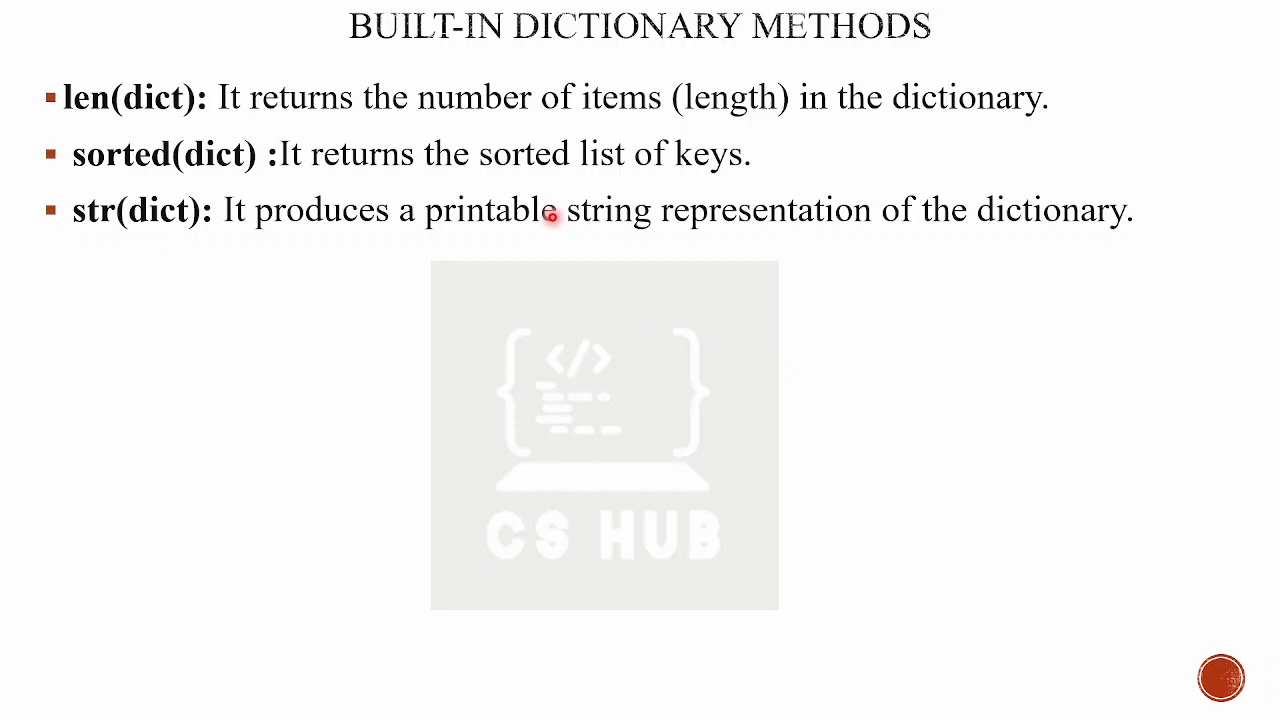 BUILT-IN DICTIONARY METHODS
▪len(dict): It returns the number of items (length) in the dictionary.
▪ sorted(dict) :It returns the sorted list of keys.
▪ str(dict): It produces a printable string representation of the dictionary.
</>
CS HUB